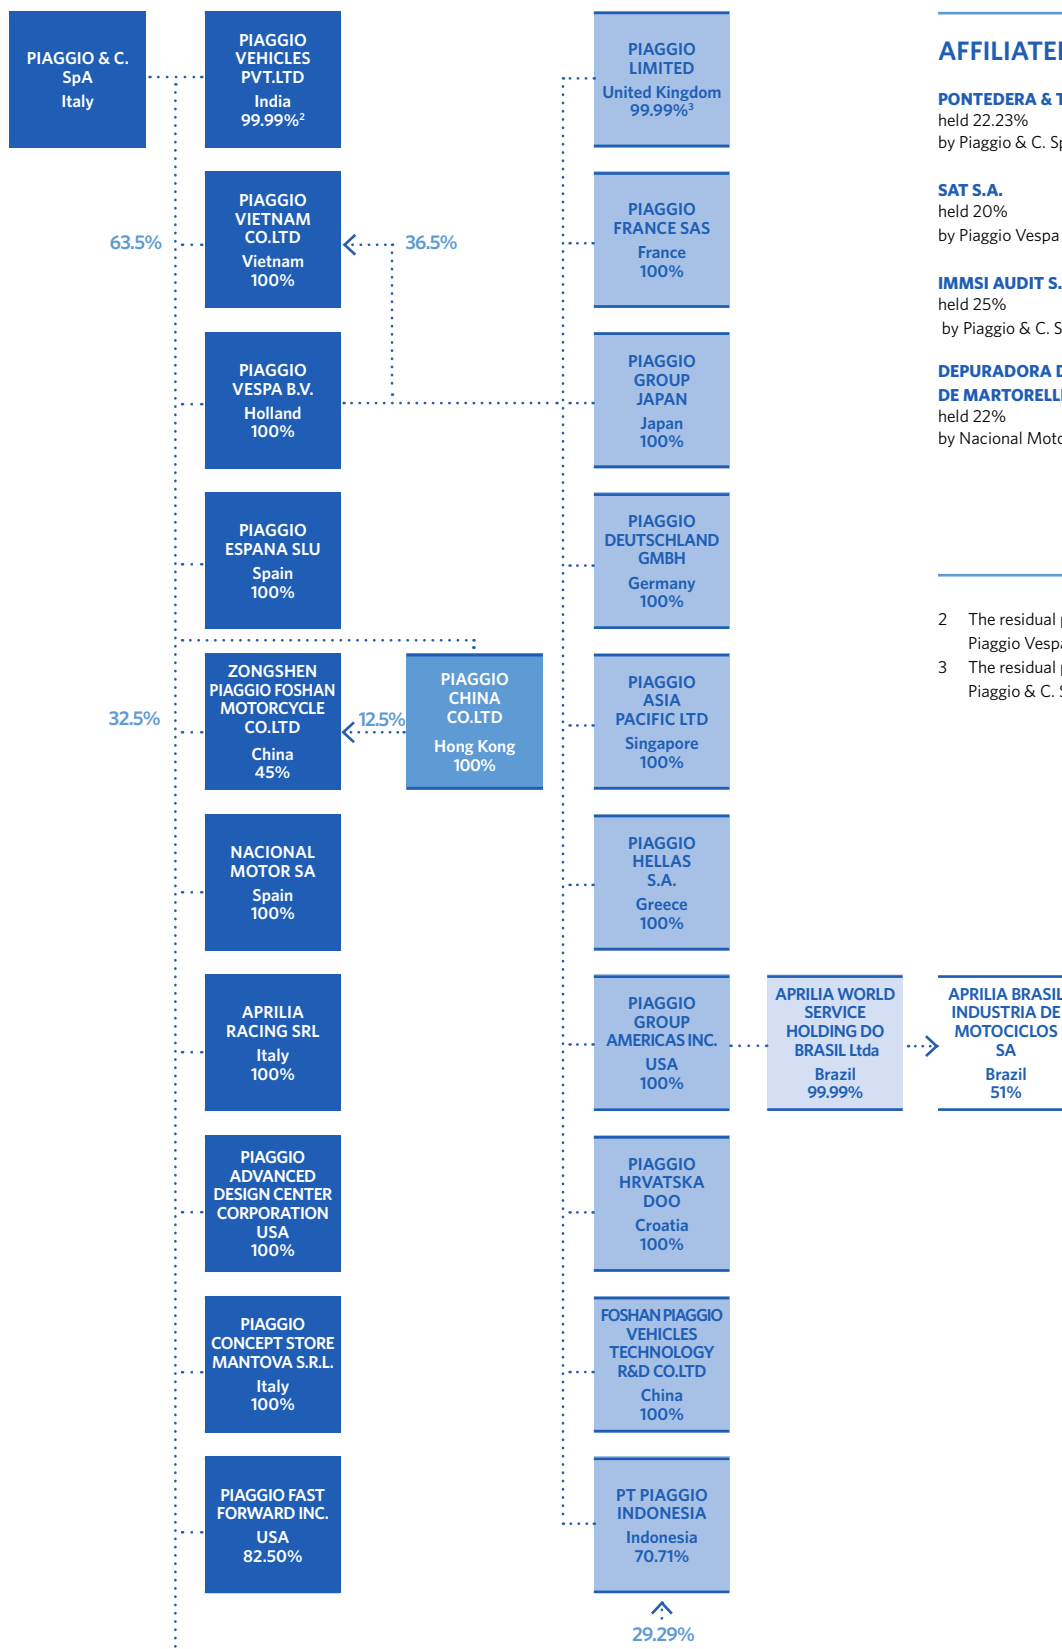 PIAGGIO & C.
SpA
Italy
PIAGGIO
VEHICLES
PVT.LTD
India
99.99%²
63.5%
PIAGGIO
VIETNAM
CO.LTD
Vietnam
100%
36.5%
PIAGGIO
VESPA B.V.
Holland
100%
PIAGGIO
ESPANA SLU
Spain
100%
32.5%
ZONGSHEN
PIAGGIO FOSHAN
MOTORCYCLE
CO.LTD
China
45%
12.5%
PIAGGIO
CHINA
CO.LTD
Hong Kong
100%
NACIONAL
MOTOR SA
Spain
100%
APRILIA
RACING SRL
Italy
100%
PIAGGIO
ADVANCED
DESIGN CENTER
CORPORATION
USA
100%
PIAGGIO
CONCEPT STORE
MANTOVA S.R.L.
Italy
100%
PIAGGIO FAST
FORWARD INC.
USA
82.50%
PIAGGIO
LIMITED
United Kingdom
99.99%³
PIAGGIO
FRANCE SAS
France
100%
PIAGGIO
GROUP
JAPAN
Japan
100%
PIAGGIO
DEUTSCHLAND
GMBH
Germany
100%
PIAGGIO
ASIA
PACIFIC LTD
Singapore
100%
PIAGGIO
HELLAS
S.A.
Greece
100%
PIAGGIO
GROUP
AMERICAS INC.
USA
100%
APRILIA WORLD
SERVICE
HOLDING DO
BRASIL Ltda
Brazil
99.99%
APRILIA BRASIL
INDUSTRIA DE
MOTOCICLOS
SA
Brazil
51%
PIAGGIO
HRVATSKA
DOO
Croatia
100%
FOSHAN PIAGGIO
VEHICLES
TECHNOLOGY
R&D CO.LTD
China
100%
PT PIAGGIO
INDONESIA
Indonesia
70.71%
29.29%
AFFILIATE
PONTEDERA & T
held 22.23%
by Piaggio & C. Sp
SAT S.A.
held 20%
by Piaggio Vespa
IMMSI AUDIT S.
held 25%
by Piaggio & C. S
DEPURADORA D
DE MARTORELL
held 22%
by Nacional Moto
2 The residual p
Piaggio Vespa
3 The residual p
Piaggio & C. S